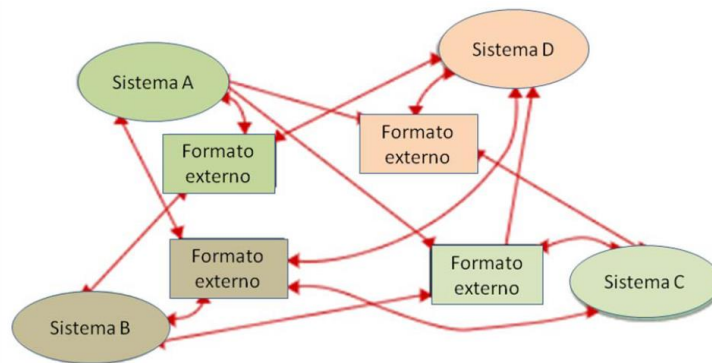 Sistema D
Sistema A
Formato
externo
Formato
externo
Formato
externo
Formato
externo
Sistema C
Sistema B